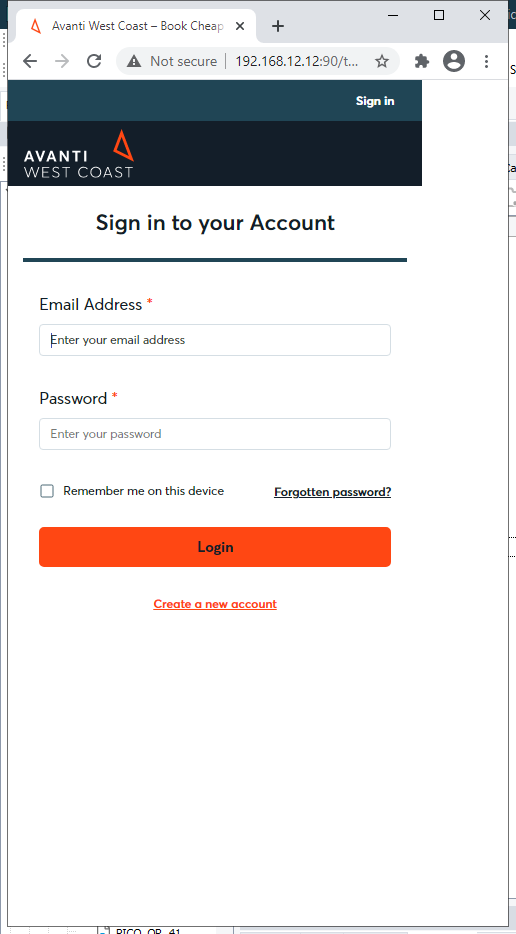 Avanti West Coast – Book Cheap
Not secure
192.168.12.12:90/t...
Sign in
AVANTI
WEST COAST
Sign in to your Account
Email Address *
Enter your email address
Password *
Enter your password
Remember me on this device
Forgotten password?
Login
Create a new account